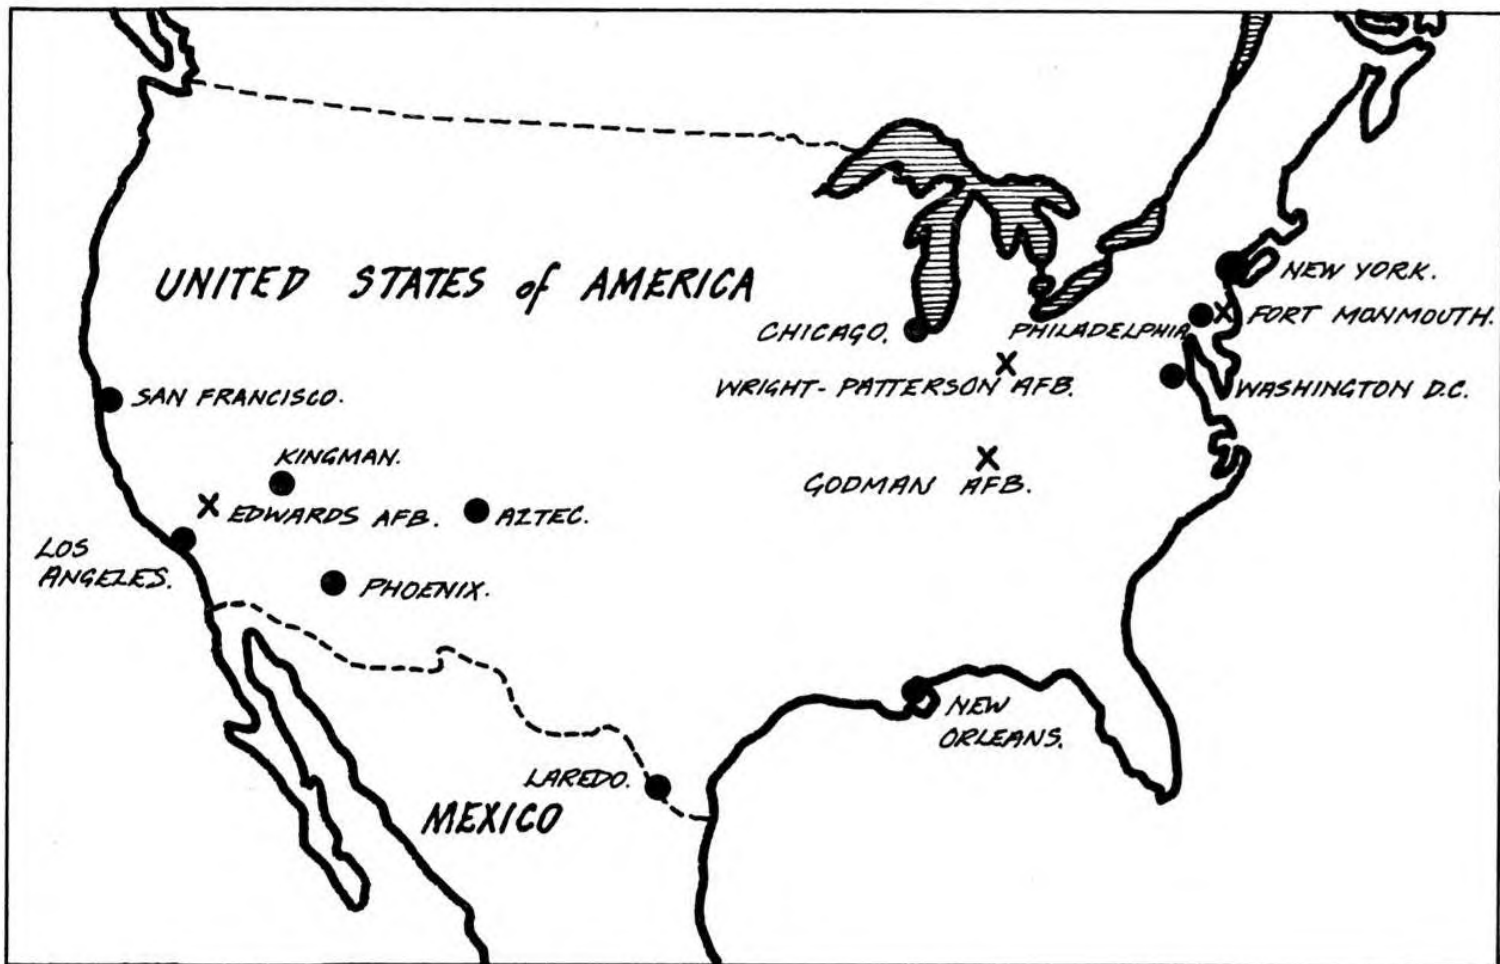 UNITED STATES of AMERICA
NEW YORK.
FORT MONMOUTH.
PHILADELPHIA
CHICAGO.
WRIGHT-PATTERSON AFB.
WASHINGTON D.C.
SAN FRANCISCO.
KINGMAN.
GODMAN AFB.
EDWARDS AFB.
AZTEC.
LOS
ANGELES.
PHOENIX.
NEW
ORLEANS.
LAREDO.
MEXICO